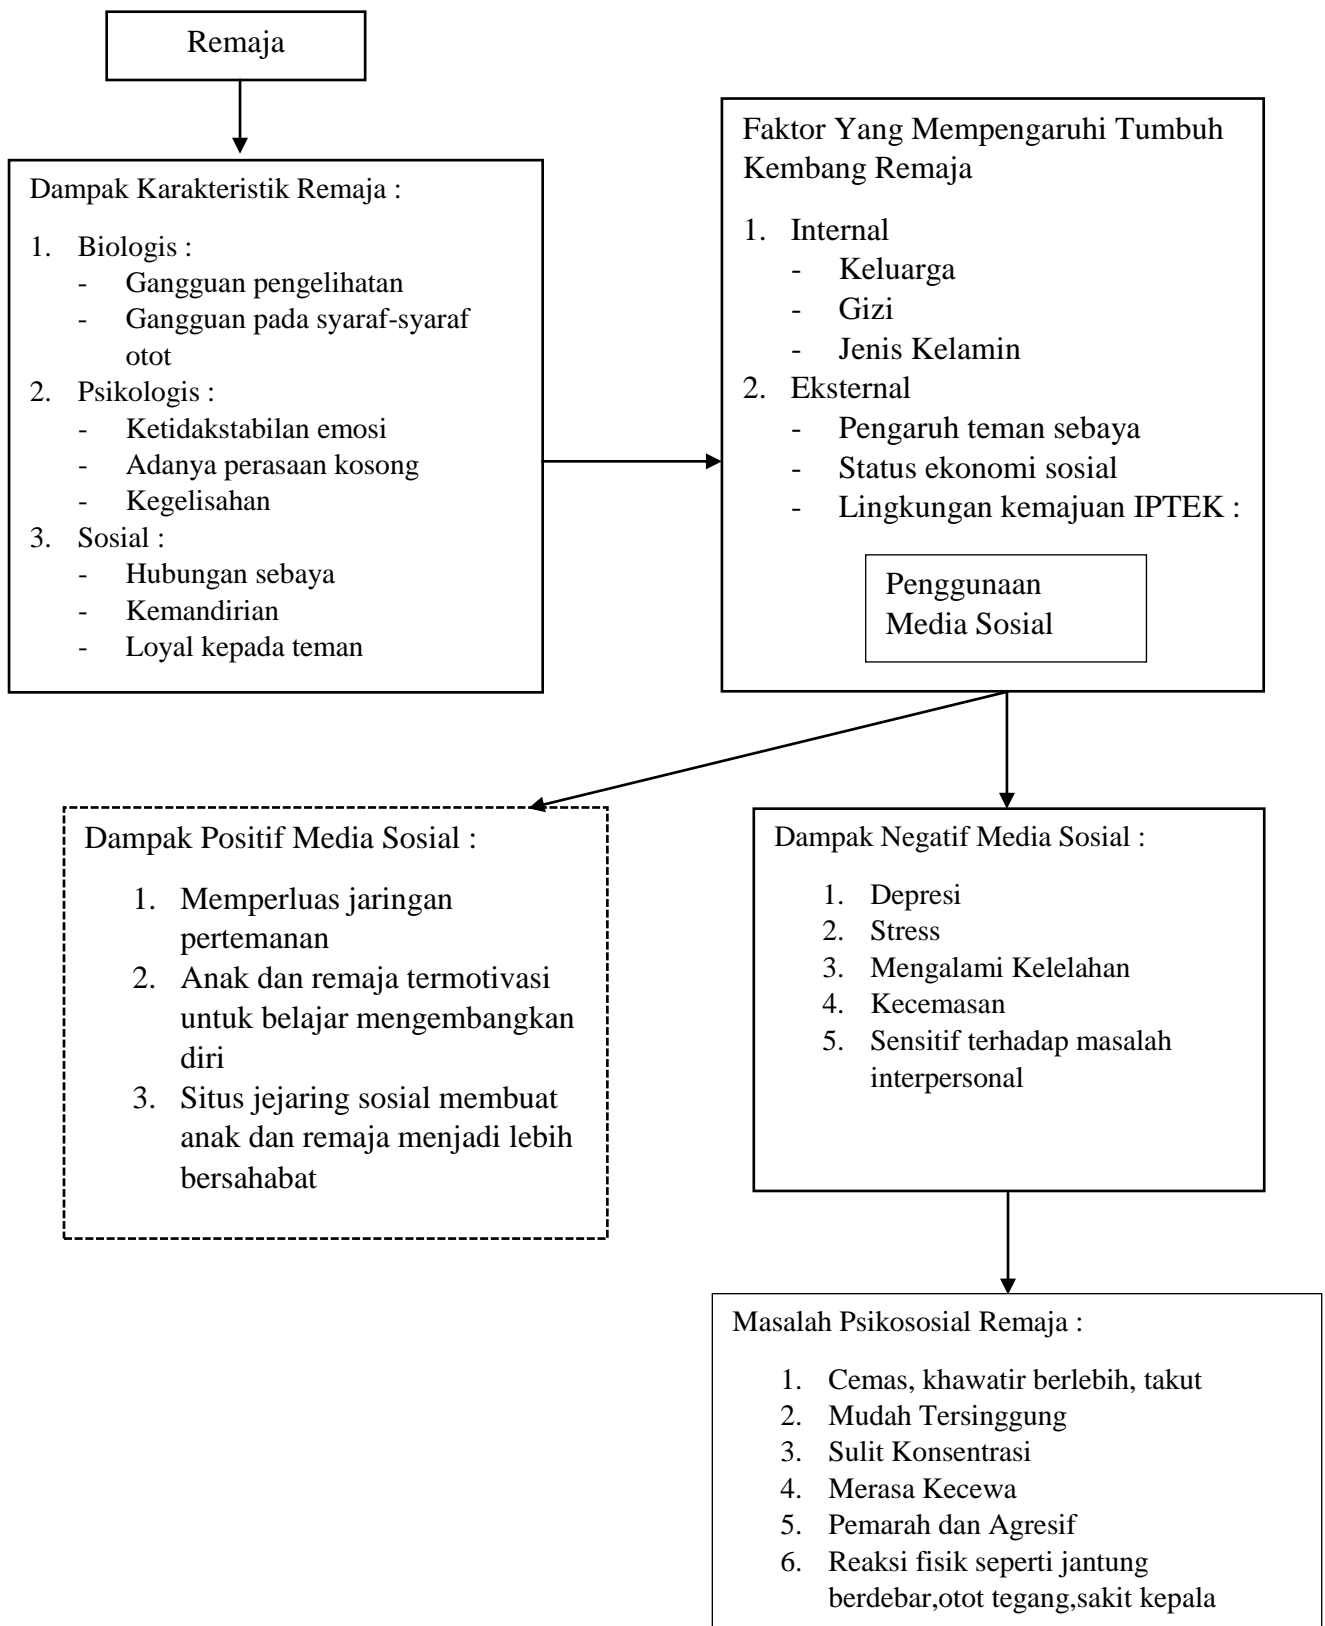 Remaja
Dampak Karakteristik Remaja :
1. Biologis :
- Gangguan pengelihatan
- Gangguan pada syaraf-syaraf
otot
2. Psikologis :
- Ketidakstabilan emosi
- Adanya perasaan kosong
- Kegelisahan
3. Sosial :
- Hubungan sebaya
- Kemandirian
- Loyal kepada teman
Faktor Yang Mempengaruhi Tumbuh
Kembang Remaja
1. Internal
- Keluarga
- Gizi
- Jenis Kelamin
2. Eksternal
- Pengaruh teman sebaya
- Status ekonomi sosial
- Lingkungan kemajuan IPTEK :
Penggunaan
Media Sosial
Dampak Positif Media Sosial :
1. Memperluas jaringan
pertemanan
2. Anak dan remaja termotivasi
untuk belajar mengembangkan
diri
3. Situs jejaring sosial membuat
anak dan remaja menjadi lebih
bersahabat
Dampak Negatif Media Sosial :
1. Depresi
2. Stress
3. Mengalami Kelelahan
4. Kecemasan
5. Sensitif terhadap masalah
interpersonal
Masalah Psikososial Remaja :
1. Cemas, khawatir berlebih, takut
2. Mudah Tersinggung
3. Sulit Konsentrasi
4. Merasa Kecewa
5. Pemarah dan Agresif
6. Reaksi fisik seperti jantung
berdebar,otot tegang,sakit kepala